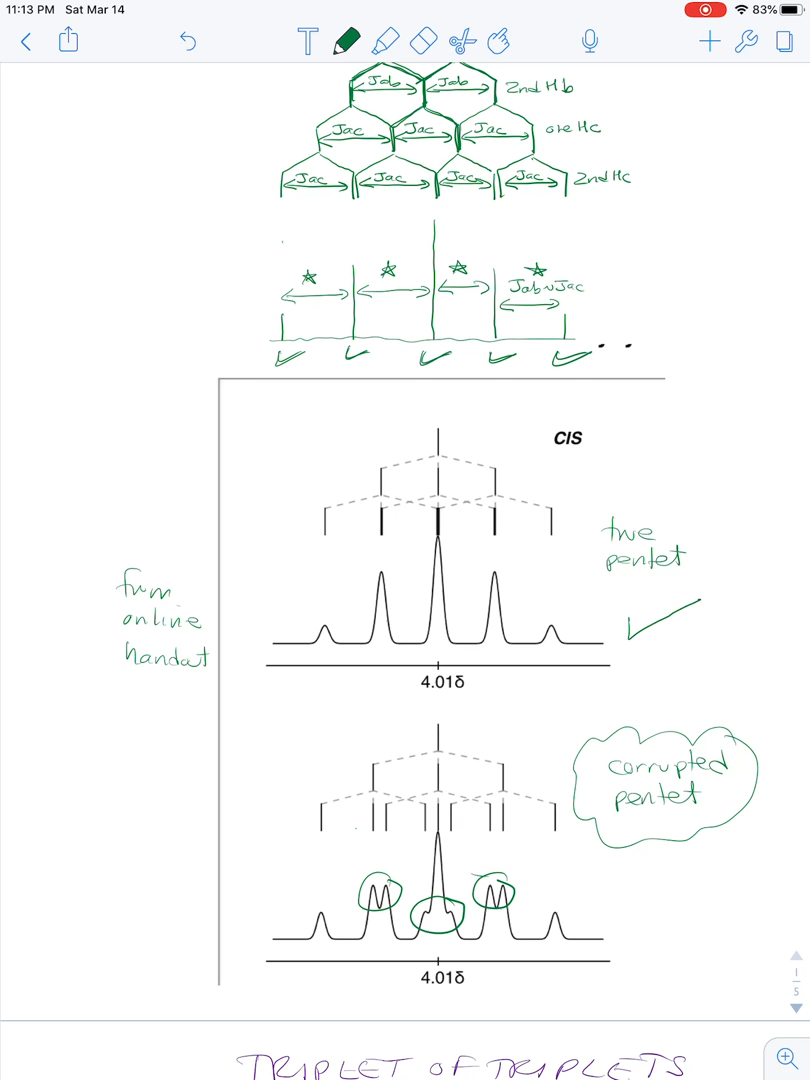 11:13 PM Sat Mar 14
83%
T
Jab Jab 2nd Hb
Jac Jac Jac one Hc
Jac Jac Jac Jac 2nd Hc
Jab~Jac
CIS
true
pentet
from
online
handout
4.01δ
corrupted
pentet
4.01δ
1
5
TRIPLET OF TRIPLETS